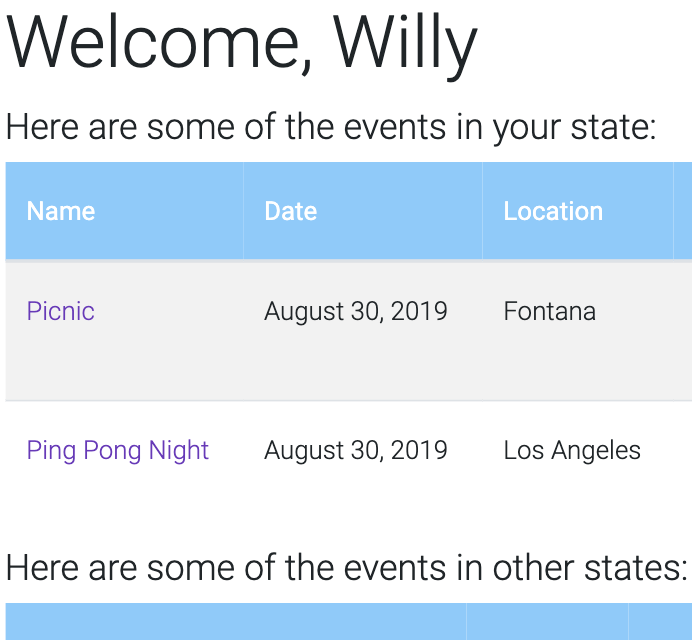 Welcome, Willy
Here are some of the events in your state:
Name Date Location
Picnic August 30, 2019 Fontana
Ping Pong Night August 30, 2019 Los Angeles
Here are some of the events in other states: